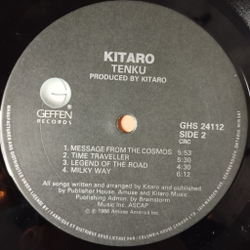 KITARO
TENKU
PRODUCED BY KITARO
GEFFEN
RECORDS
GHS 24112
SIDE 2
CRC
1. MESSAGE FROM THE COSMOS 5:53
2. TIME TRAVELLER 5:30
3. LEGEND OF THE ROAD 4:30
4. MILKY WAY 6:12
All songs written and arranged by Kitaro and published
by Publisher House, Amuse and Kitaro Music.
Publishing Admin. by Brainstorm
Music Inc. ASCAP
© 1986 Amuse America Inc.